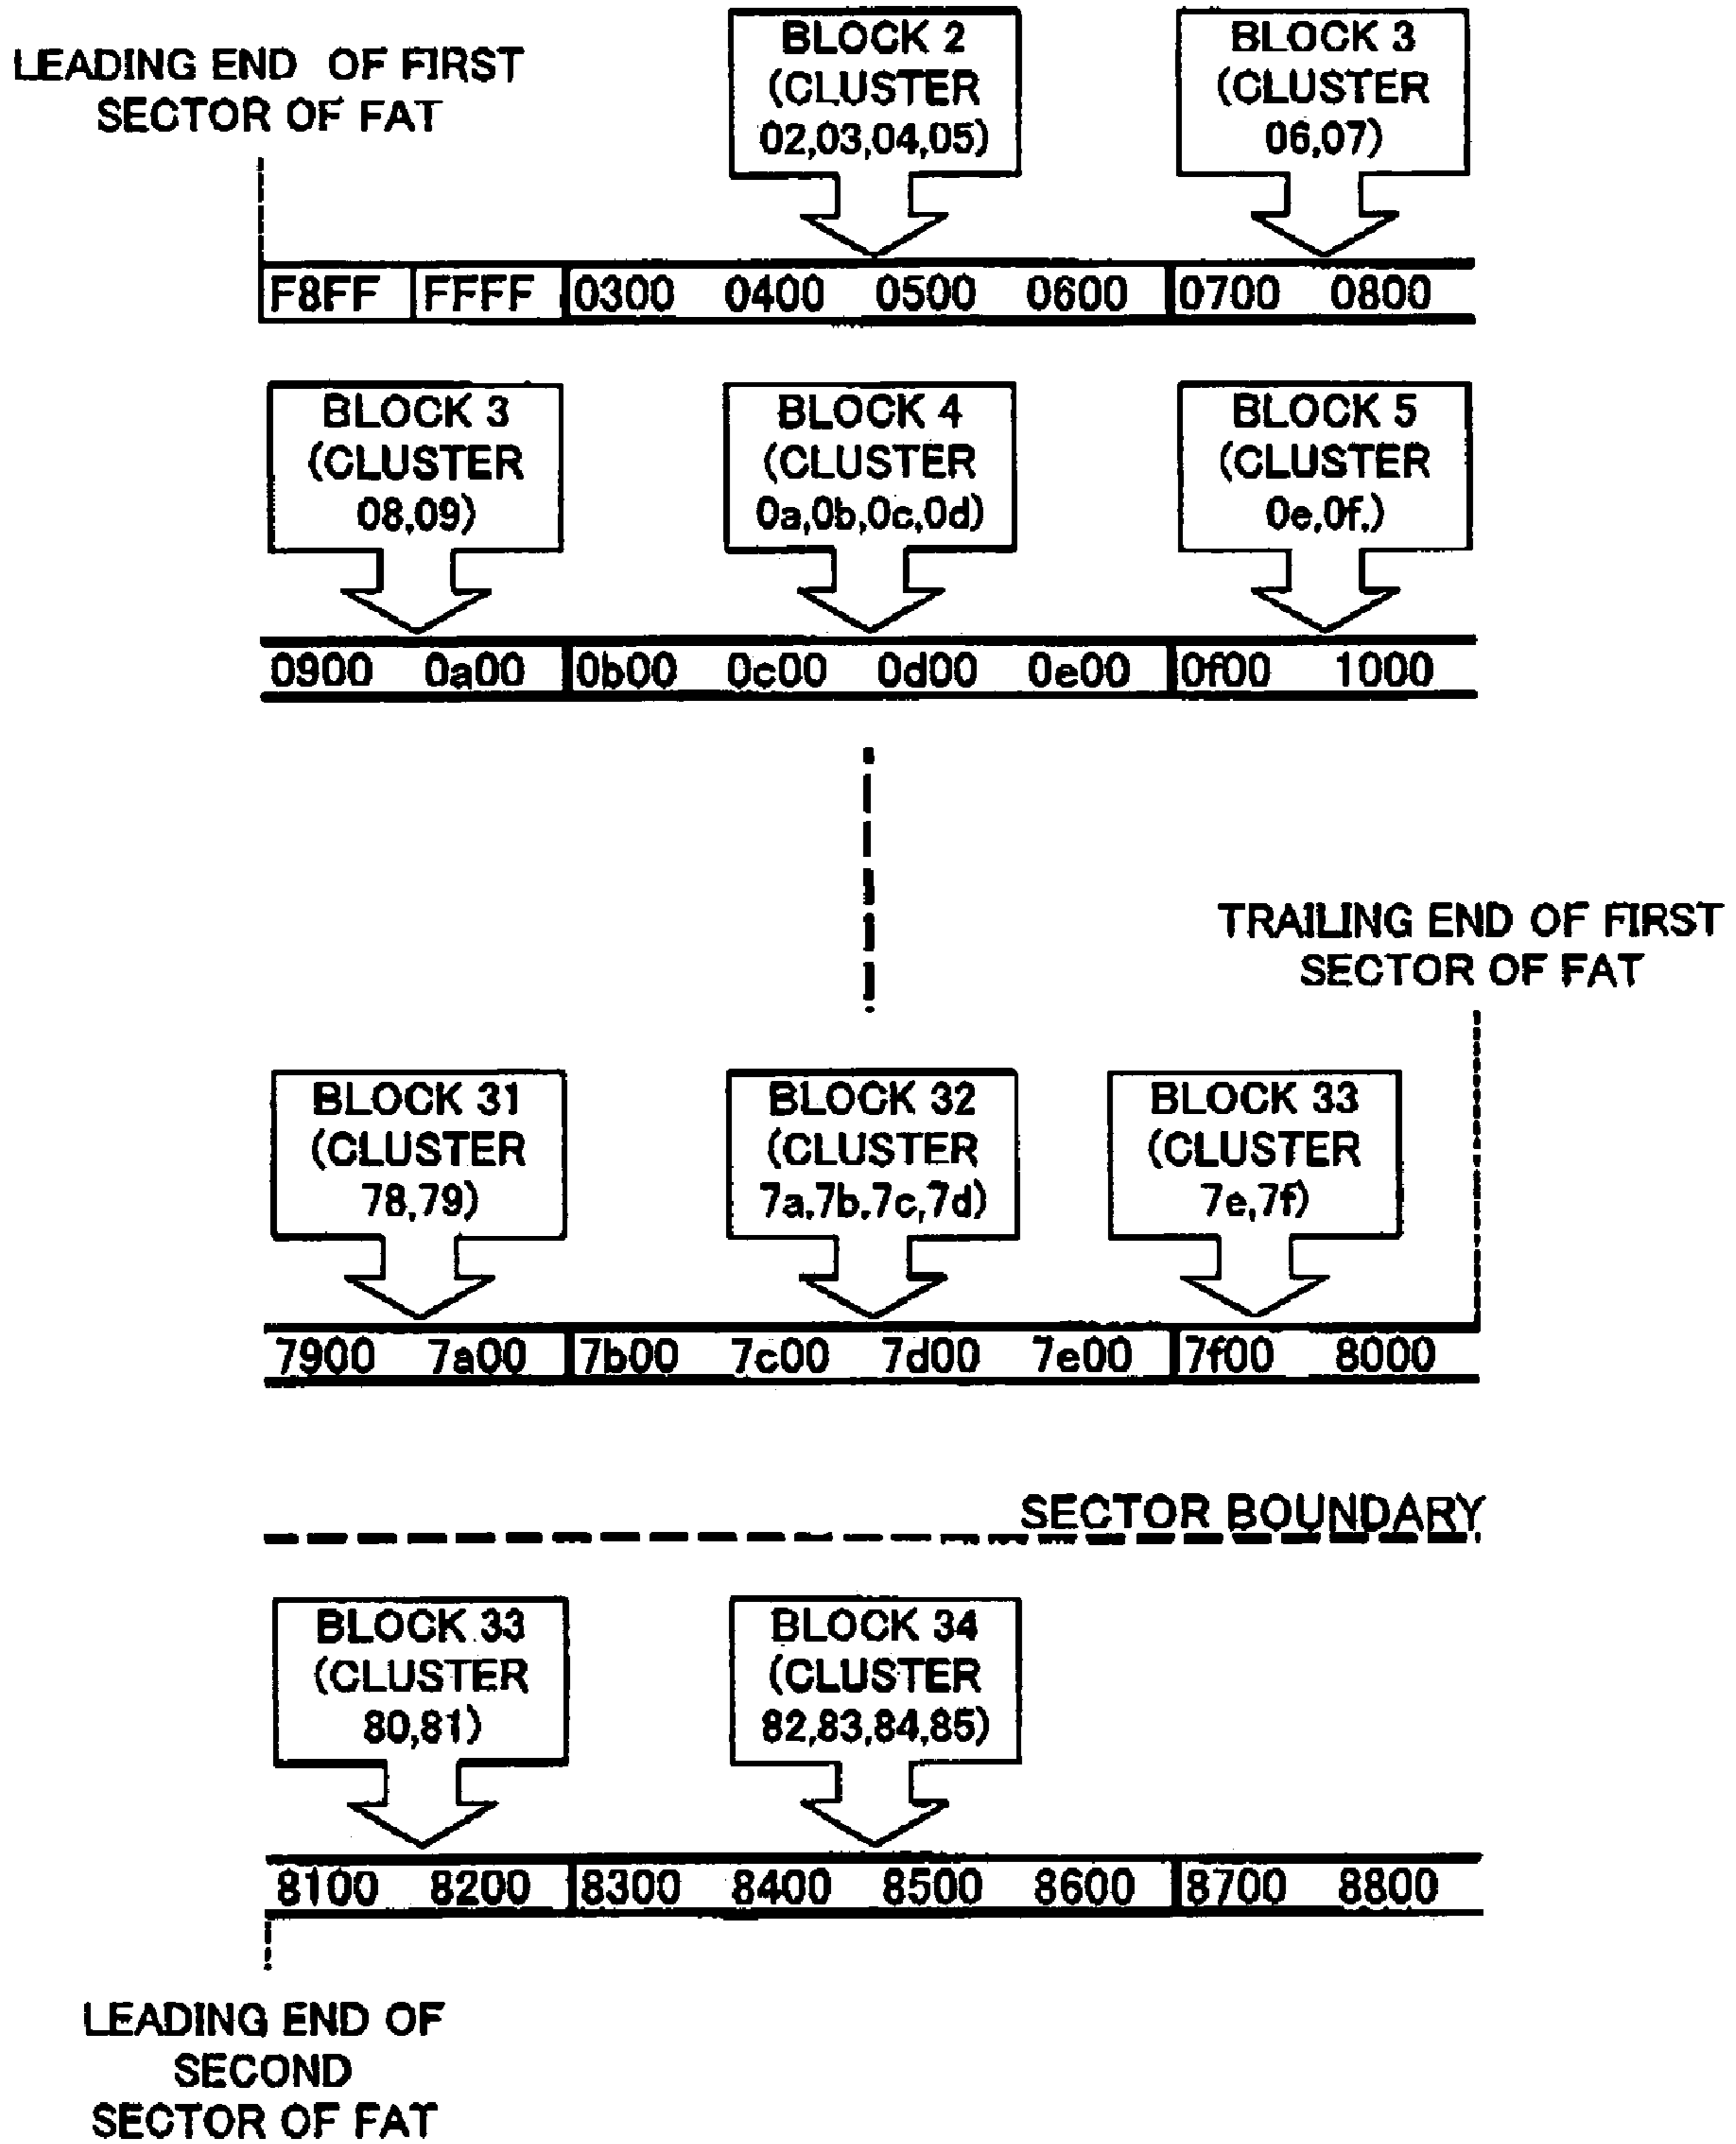 LEADING END OF FIRST
SECTOR OF FAT
BLOCK 2
(CLUSTER
02,03,04,05)
BLOCK 3
(CLUSTER
06,07)
F8FF FFFF 0300 0400 0500 0600 0700 0800
BLOCK 3
(CLUSTER
08,09)
BLOCK 4
(CLUSTER
0a,0b,0c,0d)
BLOCK 5
(CLUSTER
0e,0f.)
0900 0a00 0b00 0c00 0d00 0e00 0f00 1000
TRAILING END OF FIRST
SECTOR OF FAT
BLOCK 31
(CLUSTER
78,79)
BLOCK 32
(CLUSTER
7a,7b,7c,7d)
BLOCK 33
(CLUSTER
7e,7f)
7900 7a00 7b00 7c00 7d00 7e00 7f00 8000
SECTOR BOUNDARY
BLOCK 33
(CLUSTER
80,81)
BLOCK 34
(CLUSTER
82,83,84,85)
8100 8200 8300 8400 8500 8600 8700 8800
LEADING END OF
SECOND
SECTOR OF FAT